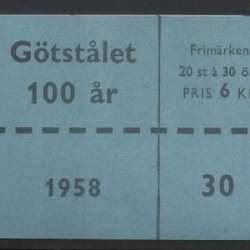 Götstålet
100 år
1958
Frimärken
20 st à 30 ö
PRIS 6 K
30